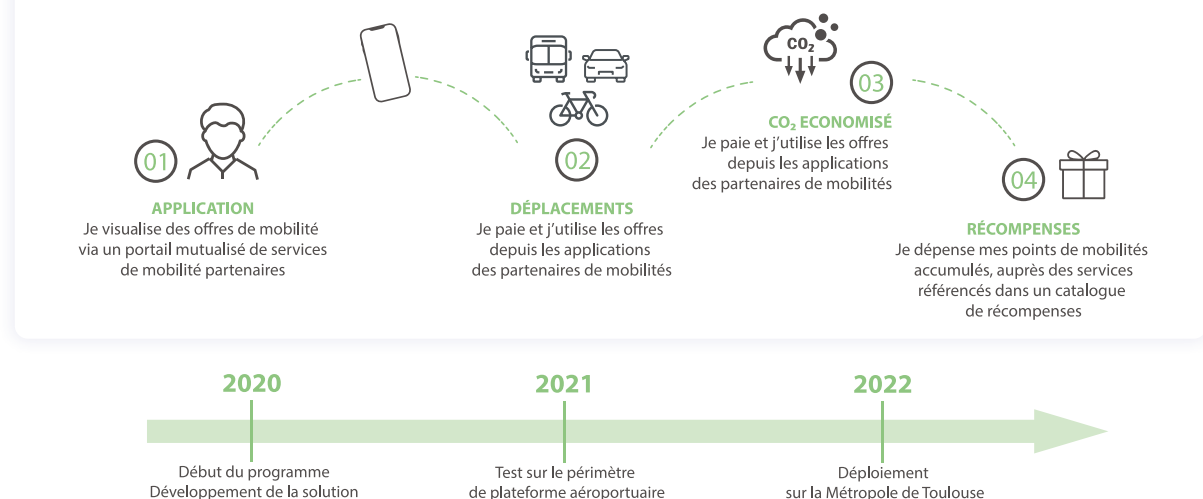 01
APPLICATION
Je visualise des offres de mobilité
via un portail mutualisé de services
de mobilité partenaires
02
DÉPLACEMENTS
Je paie et j'utilise les offres
depuis les applications
des partenaires de mobilités
CO₂
03
CO₂ ECONOMISÉ
Je paie et j'utilise les offres
depuis les applications
des partenaires de mobilités
04
RÉCOMPENSES
Je dépense mes points de mobilités
accumulés, auprès des services
référencés dans un catalogue
de récompenses
2020
Début du programme
Développement de la solution
2021
Test sur le périmètre
de plateforme aéroportuaire
2022
Déploiement
sur la Métropole de Toulouse